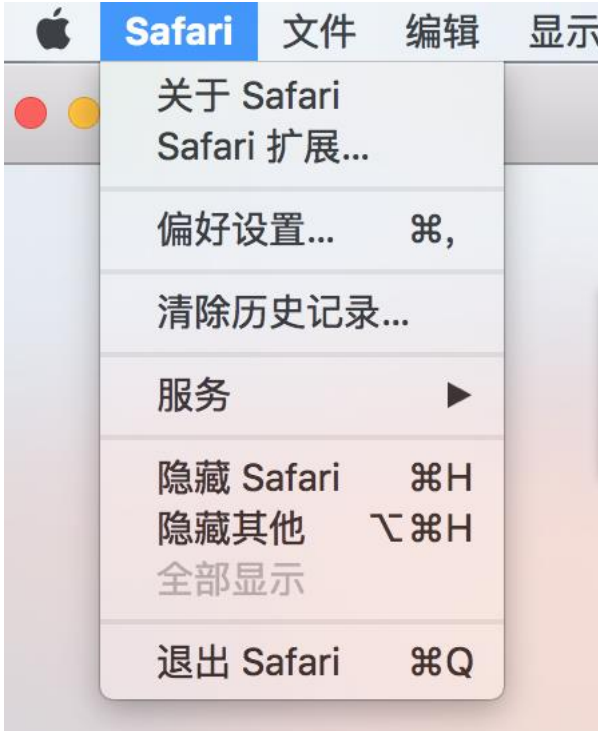 Safari 文件 编辑 显示
关于 Safari
Safari 扩展...
偏好设置... ⌘,
清除历史记录...
服务 ▶
隐藏 Safari ⌘H
隐藏其他 ⌥⌘H
全部显示
退出 Safari ⌘Q